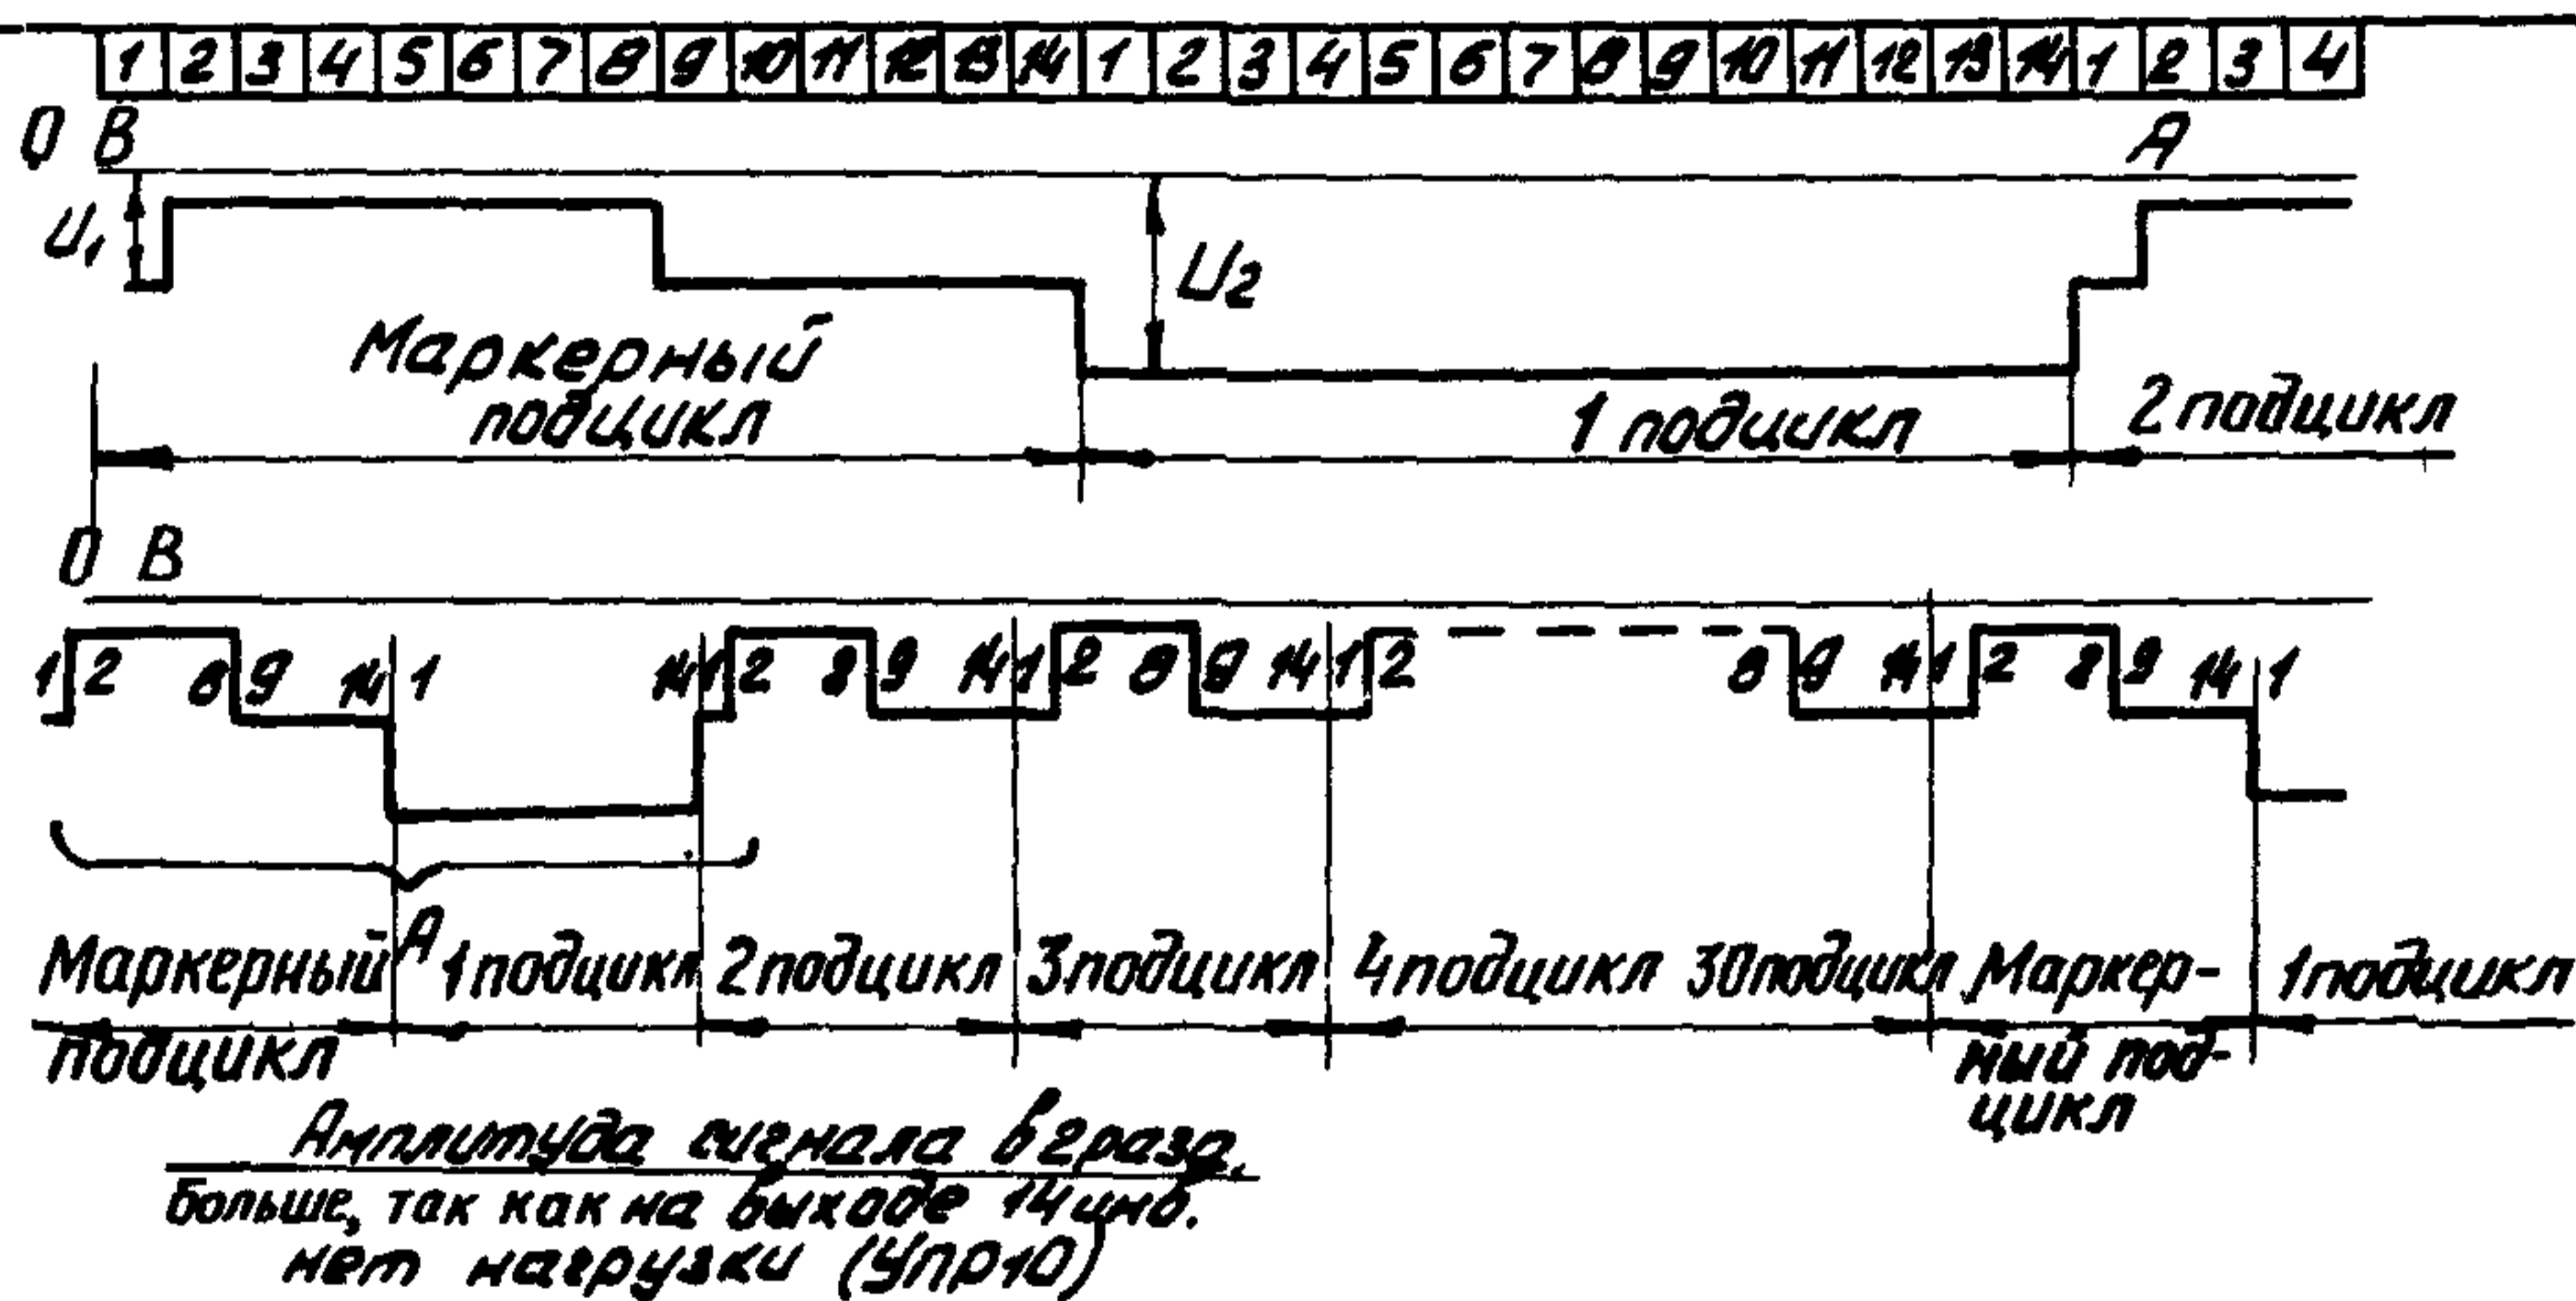 1 2 3 4 5 6 7 8 9 10 11 12 13 14 1 2 3 4 5 6 7 8 9 10 11 12 13 14 1 2 3 4
0 В
А
U₁
U₂
Маркерный
подцикл
1 подцикл
2 подцикл
0 В
1 2 8 9 14 1 14 1 2 8 9 14 1 2 8 9 14 1 2 8 9 14 1 2 8 9 14 1
А
Маркерный 1 подцикл 2 подцикл 3 подцикл 4 подцикл 30 подцикл Маркер- 1 подцикл
подцикл
ный под-
цикл
Амплитуда сигнала в 2 раза
больше, так как на выходе 14 инв.
нет нагрузки (Упр10)